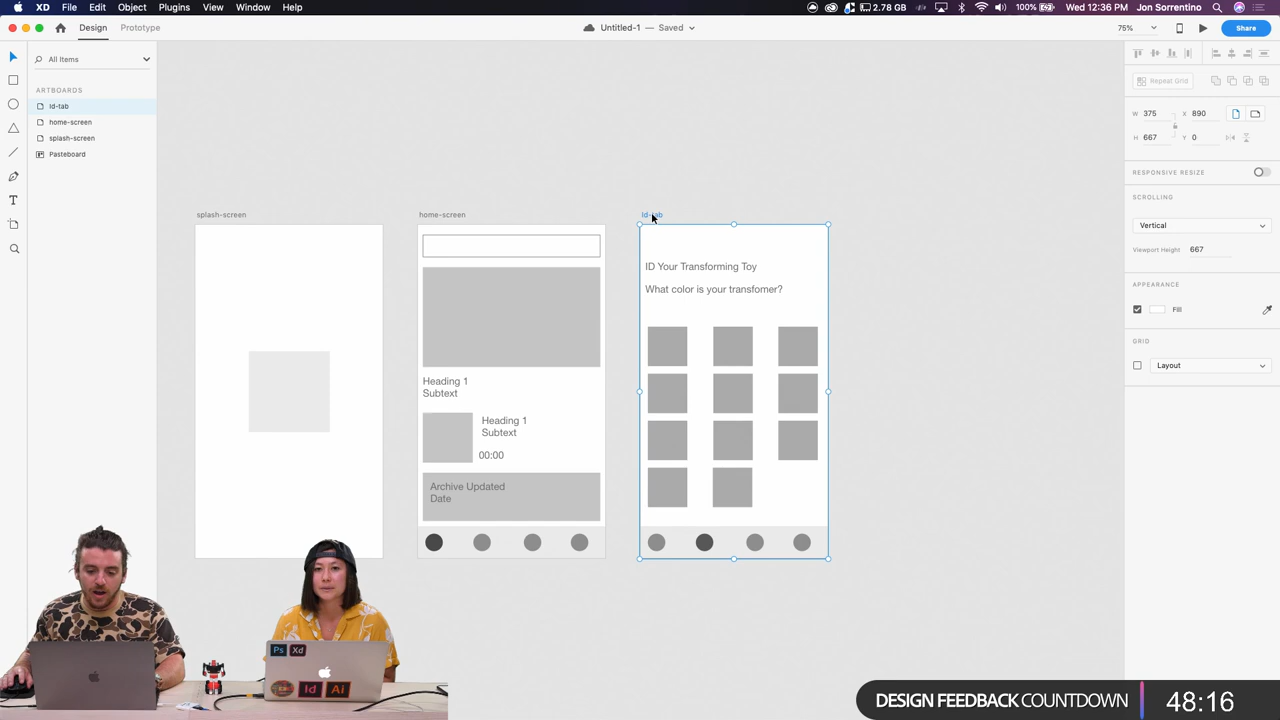 XD File Edit Object Plugins View Window Help
2.78 GB 100% Wed 12:36 PM Jon Sorrentino
Design Prototype
Untitled-1 — Saved
75%
Share
All Items
ARTBOARDS
id-tab
home-screen
splash-screen
Pasteboard
splash-screen
home-screen
id-tab
Heading 1
Subtext
Heading 1
Subtext
00:00
Archive Updated
Date
ID Your Transforming Toy
What color is your transfomer?
Repeat Grid
W 375 X 890
H 667 Y 0
RESPONSIVE RESIZE
SCROLLING
Vertical
Viewport Height 667
APPEARANCE
Fill
GRID
Layout
Ps Xd
Id Ai
DESIGN FEEDBACK COUNTDOWN 48:16